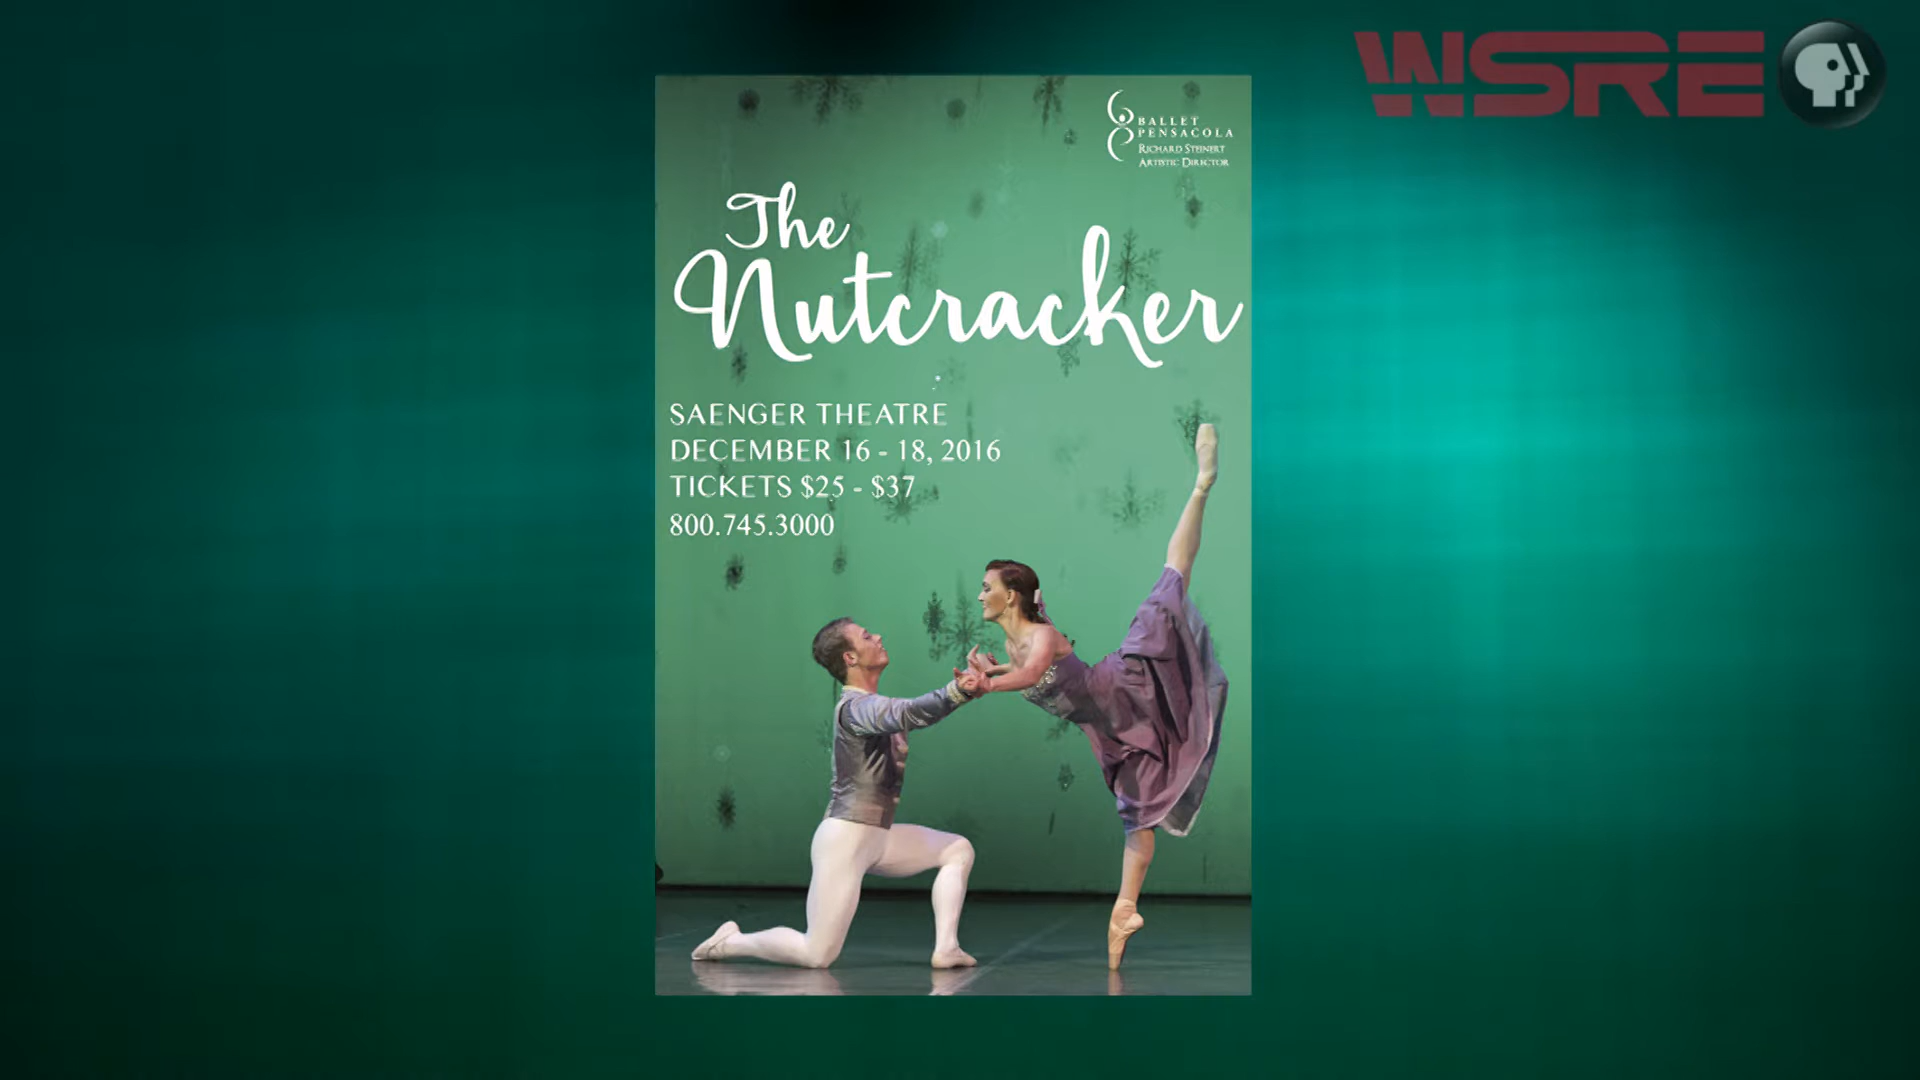 WSRE
BALLET
PENSACOLA
RICHARD STEINERT
ARTISTIC DIRECTOR
The
Nutcracker
SAENGER THEATRE
DECEMBER 16 - 18, 2016
TICKETS $25 - $37
800.745.3000